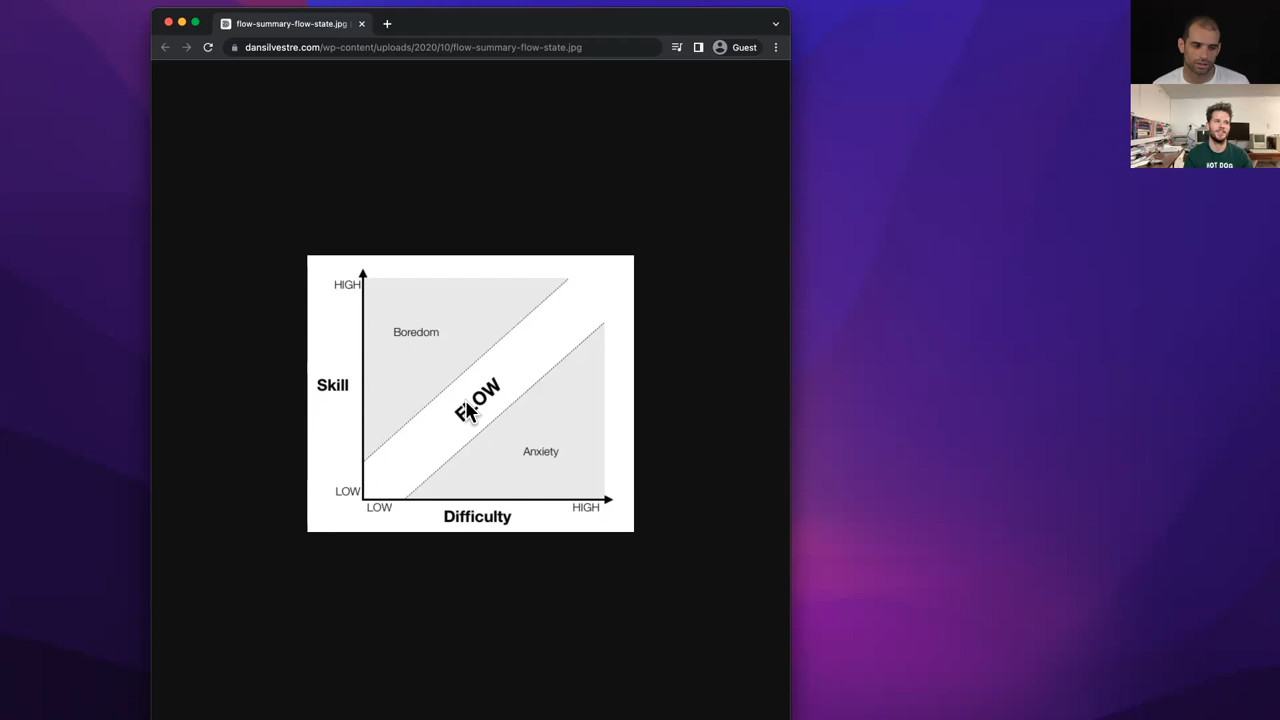 flow-summary-flow-state.jpg
dansilvestre.com/wp-content/uploads/2020/10/flow-summary-flow-state.jpg
Guest
HOT DOG
HIGH
Boredom
Skill
FLOW
Anxiety
LOW
LOW
HIGH
Difficulty